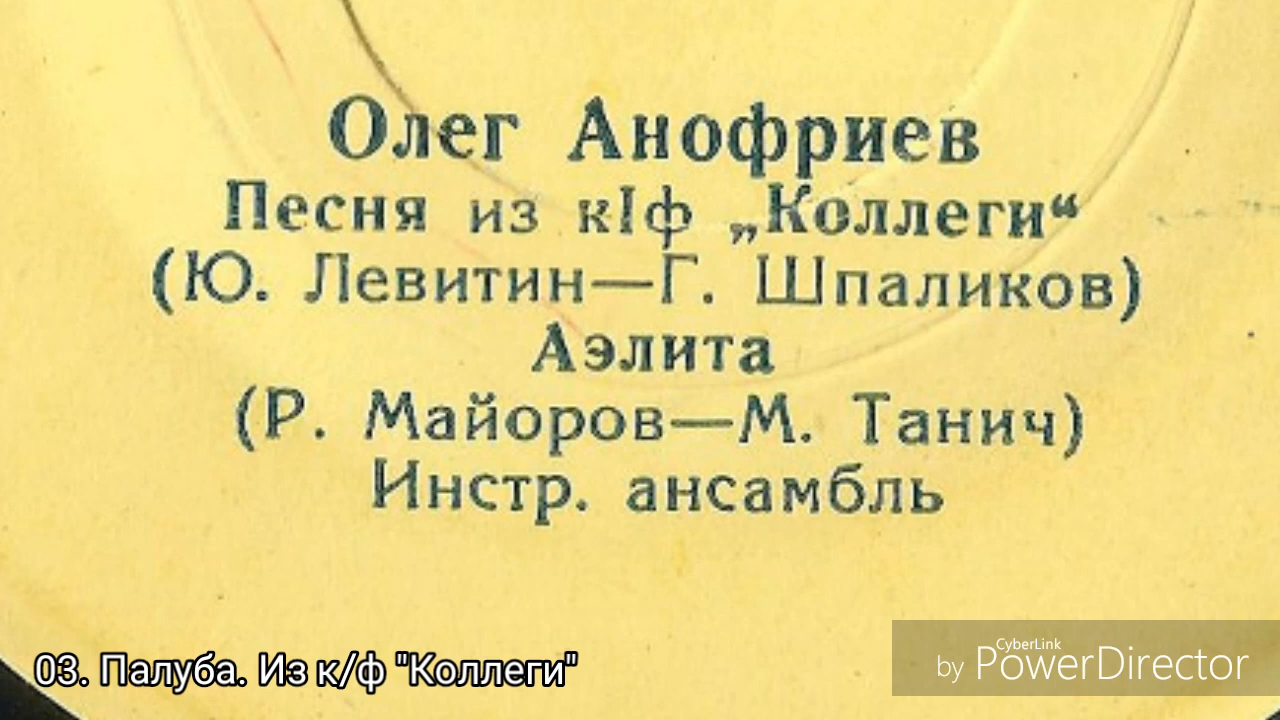 Олег Анофриев
Песня из к/ф „Коллеги“
(Ю. Левитин—Г. Шпаликов)
Аэлита
(Р. Майоров—М. Танич)
Инстр. ансамбль
03. Палуба. Из к/ф "Коллеги"
CyberLink
by PowerDirector